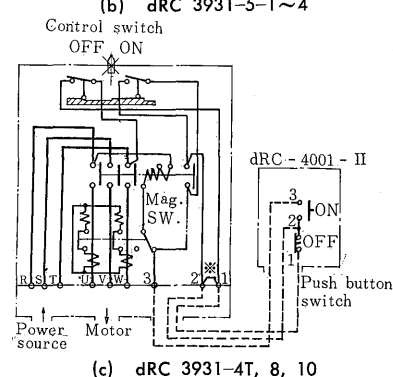 (b) dRC 3931-5-1~4
Control switch
OFF ON
dRC - 4001 - II
Mag.
SW.
3
ON
2
OFF
1
R S T U V W 3 2 ※ 1
Push button
switch
Power
source
Motor
(c) dRC 3931-4T, 8, 10